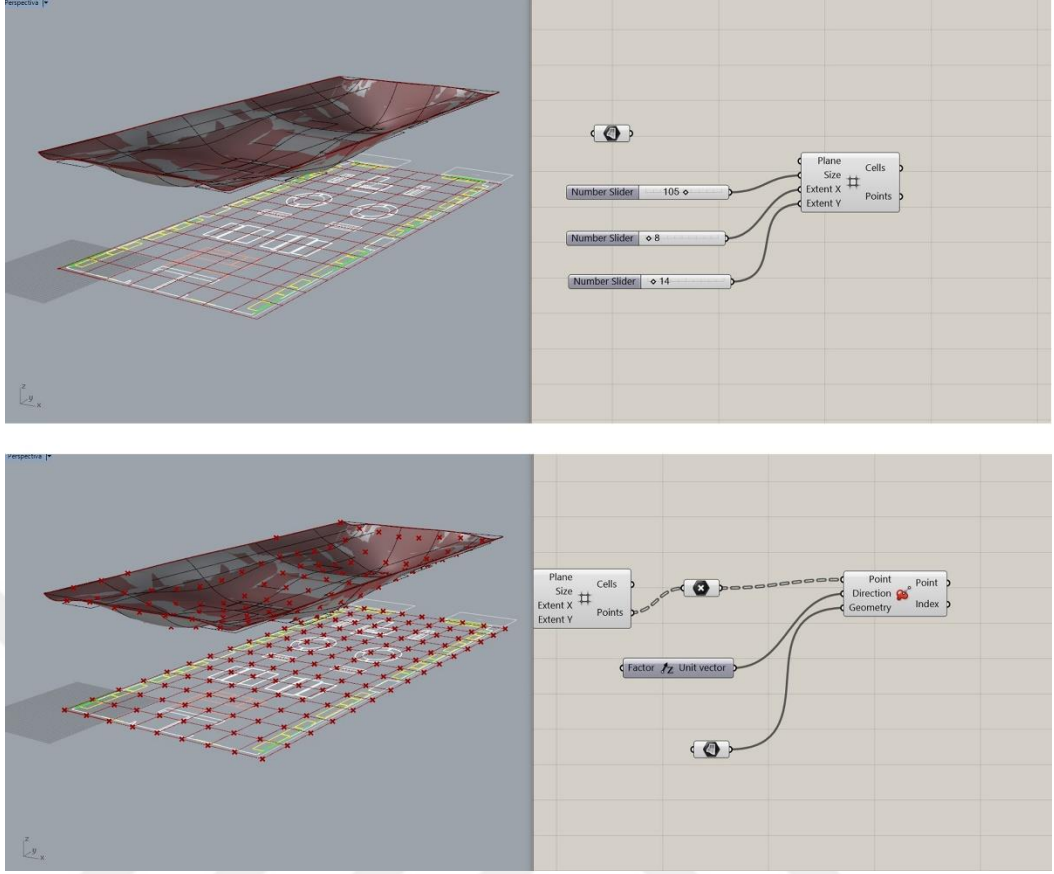 Perspectiva
Plane
Size
Extent X
Extent Y
Cells
Points
Number Slider 105
Number Slider 8
Number Slider 14
z
y
x
Perspectiva
Plane
Size
Extent X
Extent Y
Cells
Points
Point
Direction
Geometry
Point
Index
Factor Z Unit vector
z
y
x